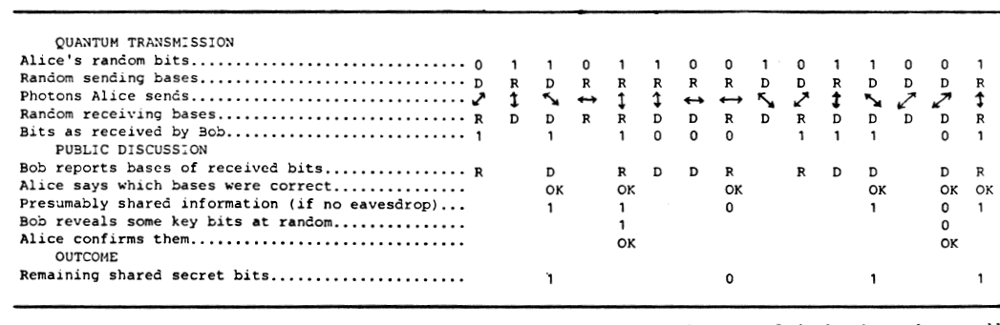 QUANTUM TRANSMISSION
Alice's random bits................................ 0 1 1 0 1 1 0 0 1 0 1 1 0 0 1
Random sending bases............................... D R D R R R R R D D R D D D R
Photons Alice sends................................ ⤢ ↕ ⤡ ↔ ↕ ↕ ↔ ↔ ⤡ ⤢ ↕ ⤡ ⤢ ⤢ ↕
Random receiving bases............................. R D D R R D D R D R D D D D R
Bits as received by Bob............................ 1 1 1 0 0 0 1 1 1 0 1
PUBLIC DISCUSSION
Bob reports bases of received bits................. R D R D D R R D D D R
Alice says which bases were correct................ OK OK OK OK OK OK
Presumably shared information (if no eavesdrop)... 1 1 0 1 0 1
Bob reveals some key bits at random................ 1 0
Alice confirms them................................ OK OK
OUTCOME
Remaining shared secret bits....................... 1 0 1 1